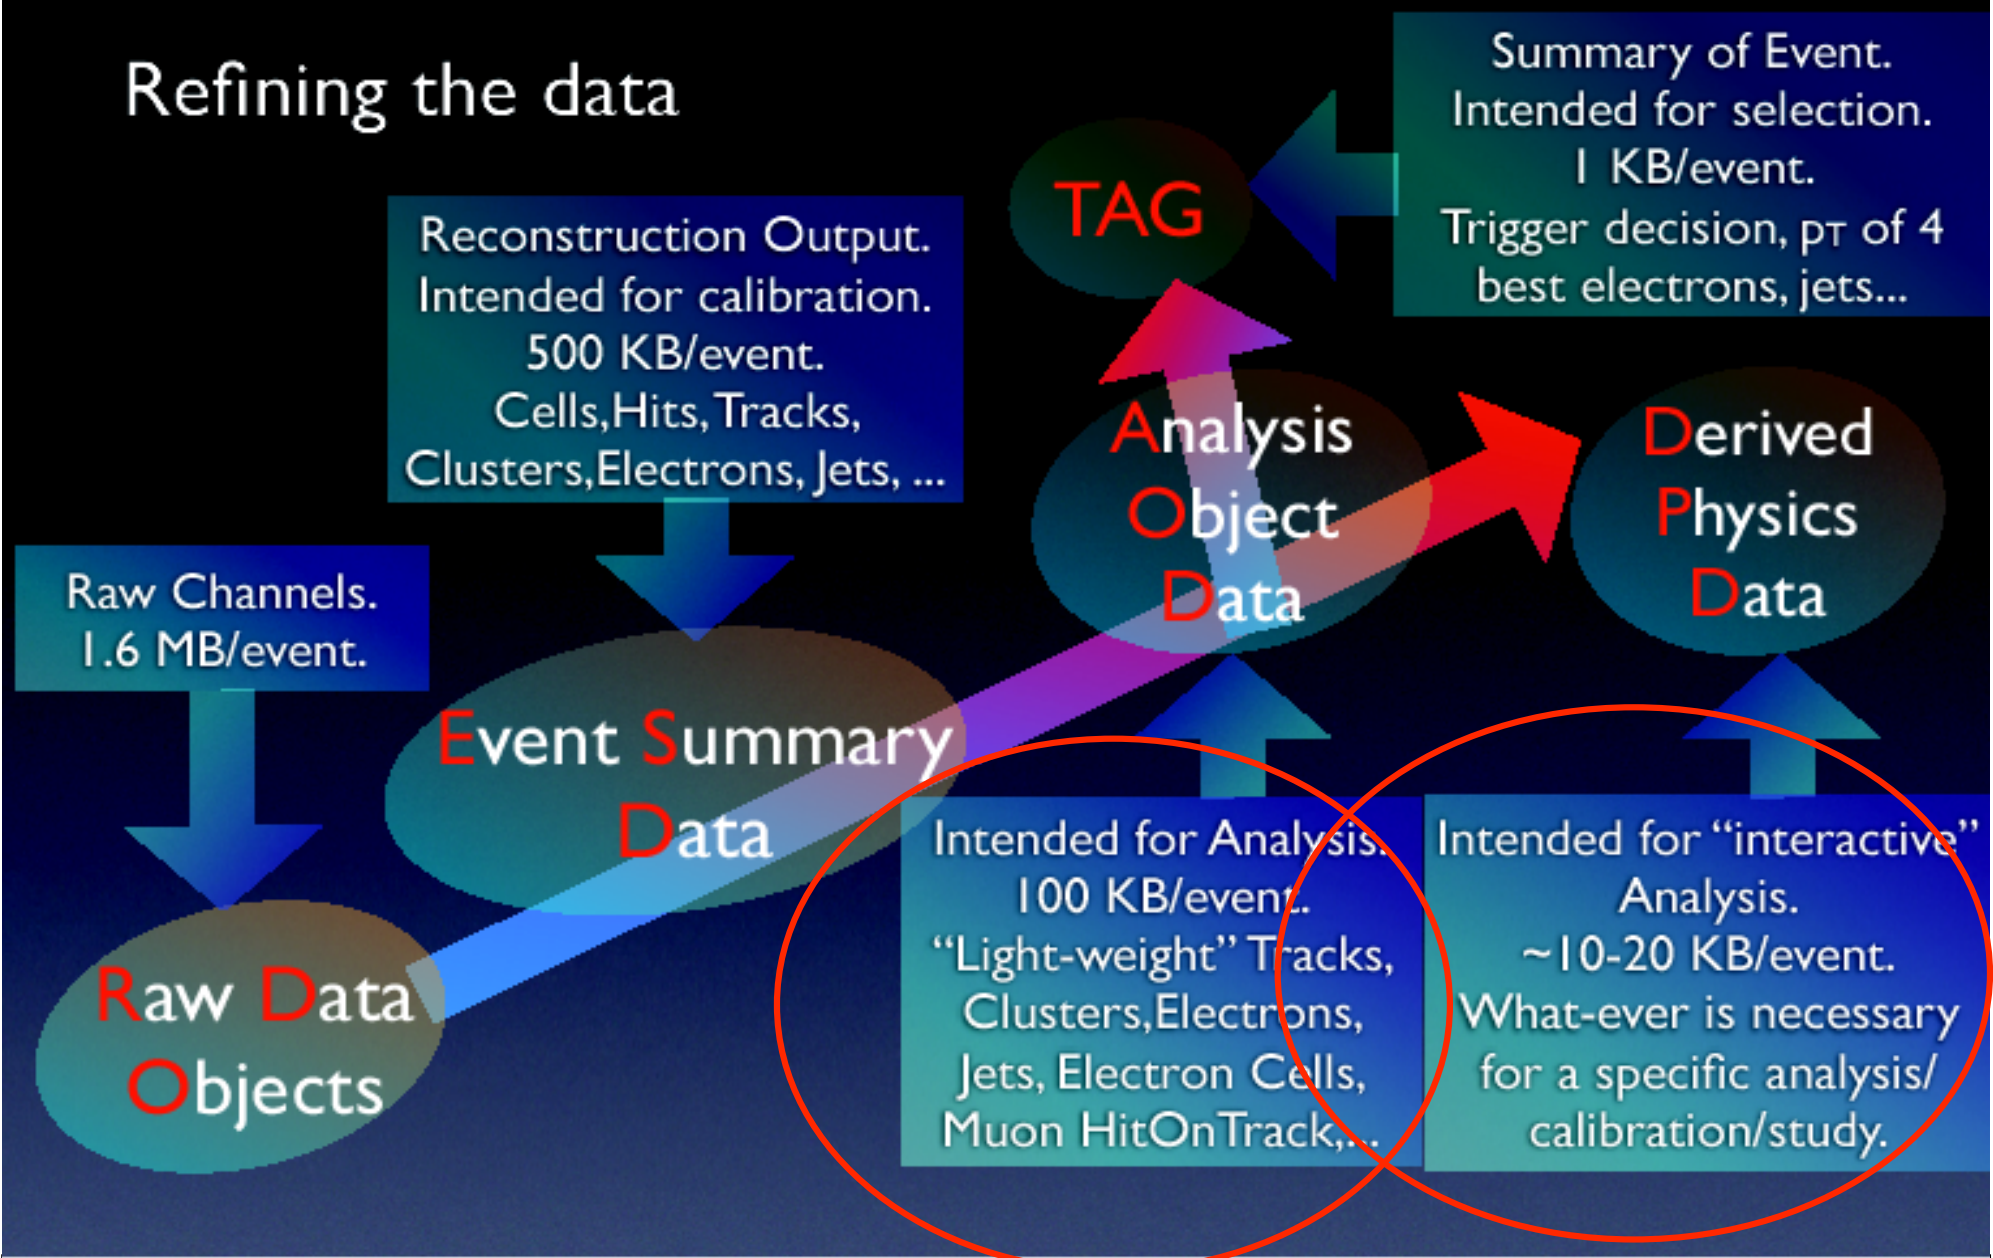 Refining the data
Summary of Event.
Intended for selection.
1 KB/event.
Trigger decision, pT of 4
best electrons, jets...
TAG
Reconstruction Output.
Intended for calibration.
500 KB/event.
Cells,Hits, Tracks,
Clusters,Electrons, Jets, ...
Analysis
Object
Data
Derived
Physics
Data
Raw Channels.
1.6 MB/event.
Event Summary
Data
Raw Data
Objects
Intended for Analysis.
100 KB/event.
“Light-weight” Tracks,
Clusters,Electrons,
Jets, Electron Cells,
Muon HitOnTrack,...
Intended for “interactive”
Analysis.
~10-20 KB/event.
What-ever is necessary
for a specific analysis/
calibration/study.